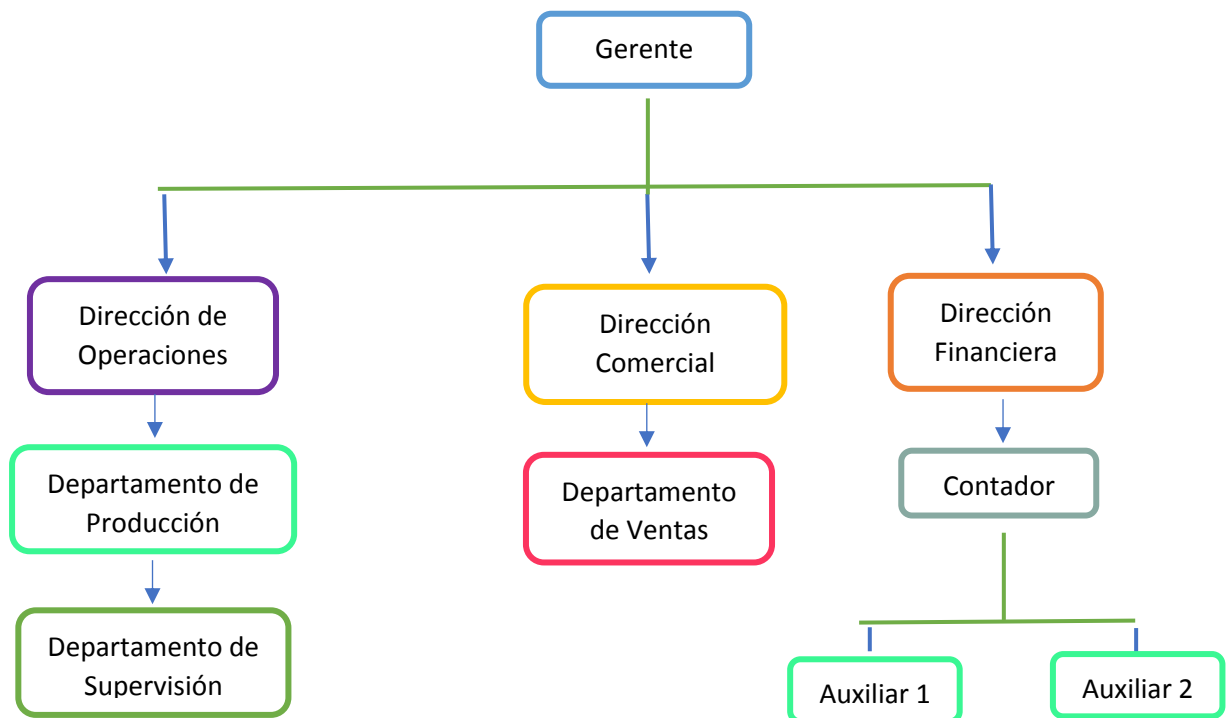 Gerente
Dirección de
Operaciones
Dirección
Comercial
Dirección
Financiera
Departamento de
Producción
Departamento
de Ventas
Contador
Departamento de
Supervisión
Auxiliar 1
Auxiliar 2